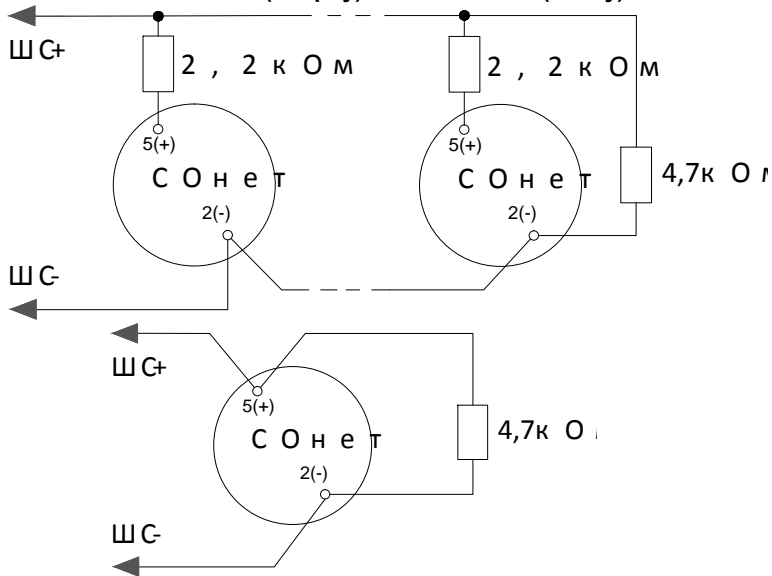 ШС+
2,2кОм
2,2кОм
5(+)
5(+)
СОнет
СОнет
4,7кО
2(-)
2(-)
ШС-
ШС+
5(+)
СОнет
4,7кО
2(-)
ШС-